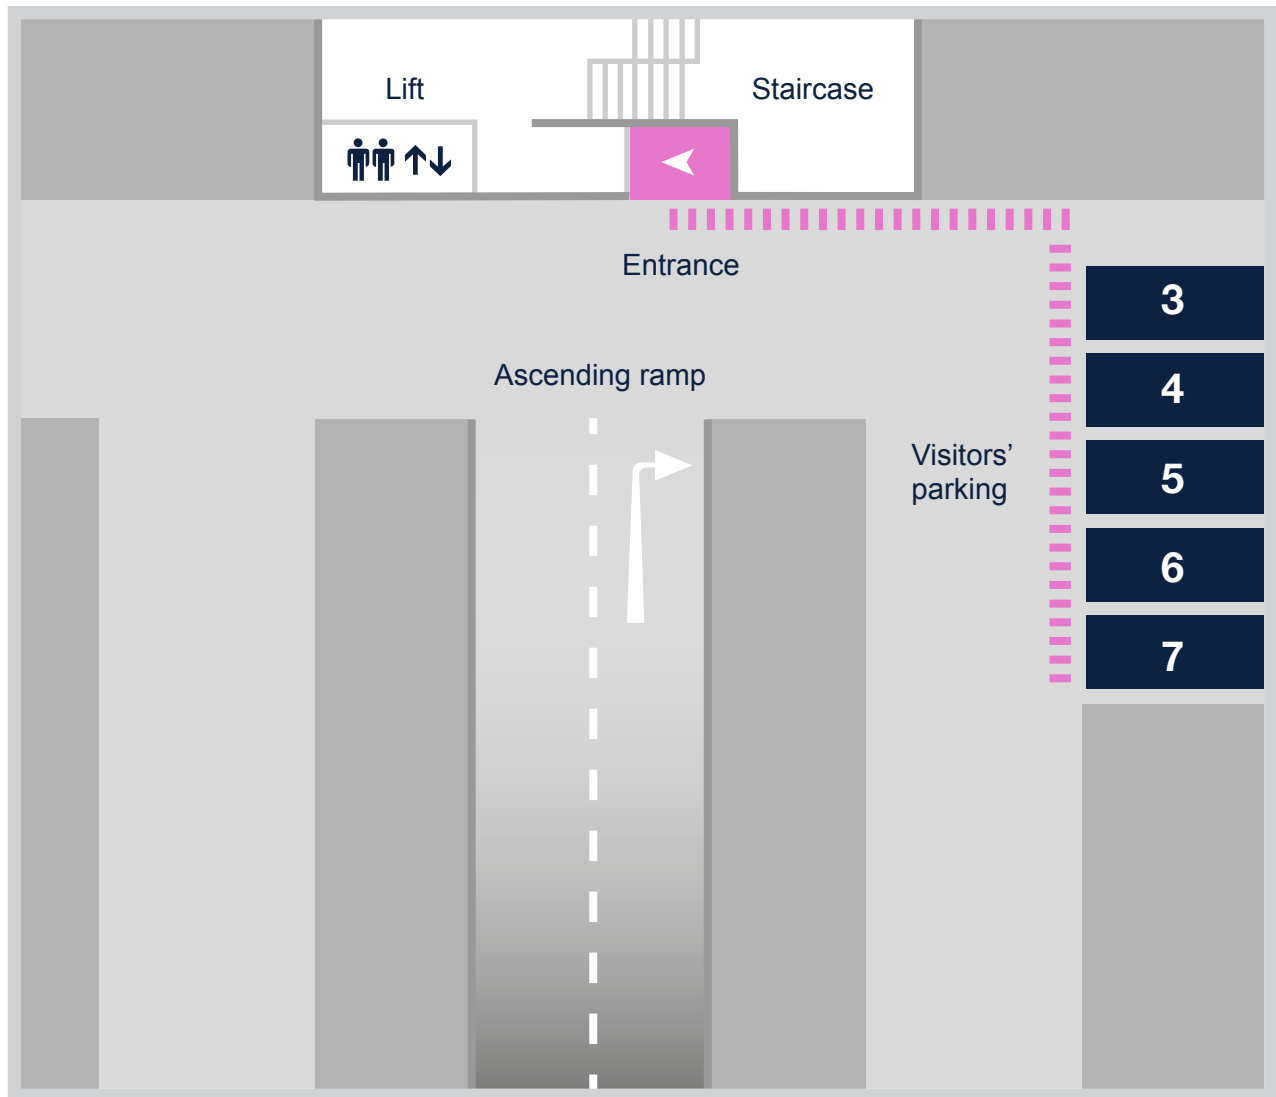 Lift
Staircase
Entrance
3
Ascending ramp
4
Visitors’
parking
5
6
7